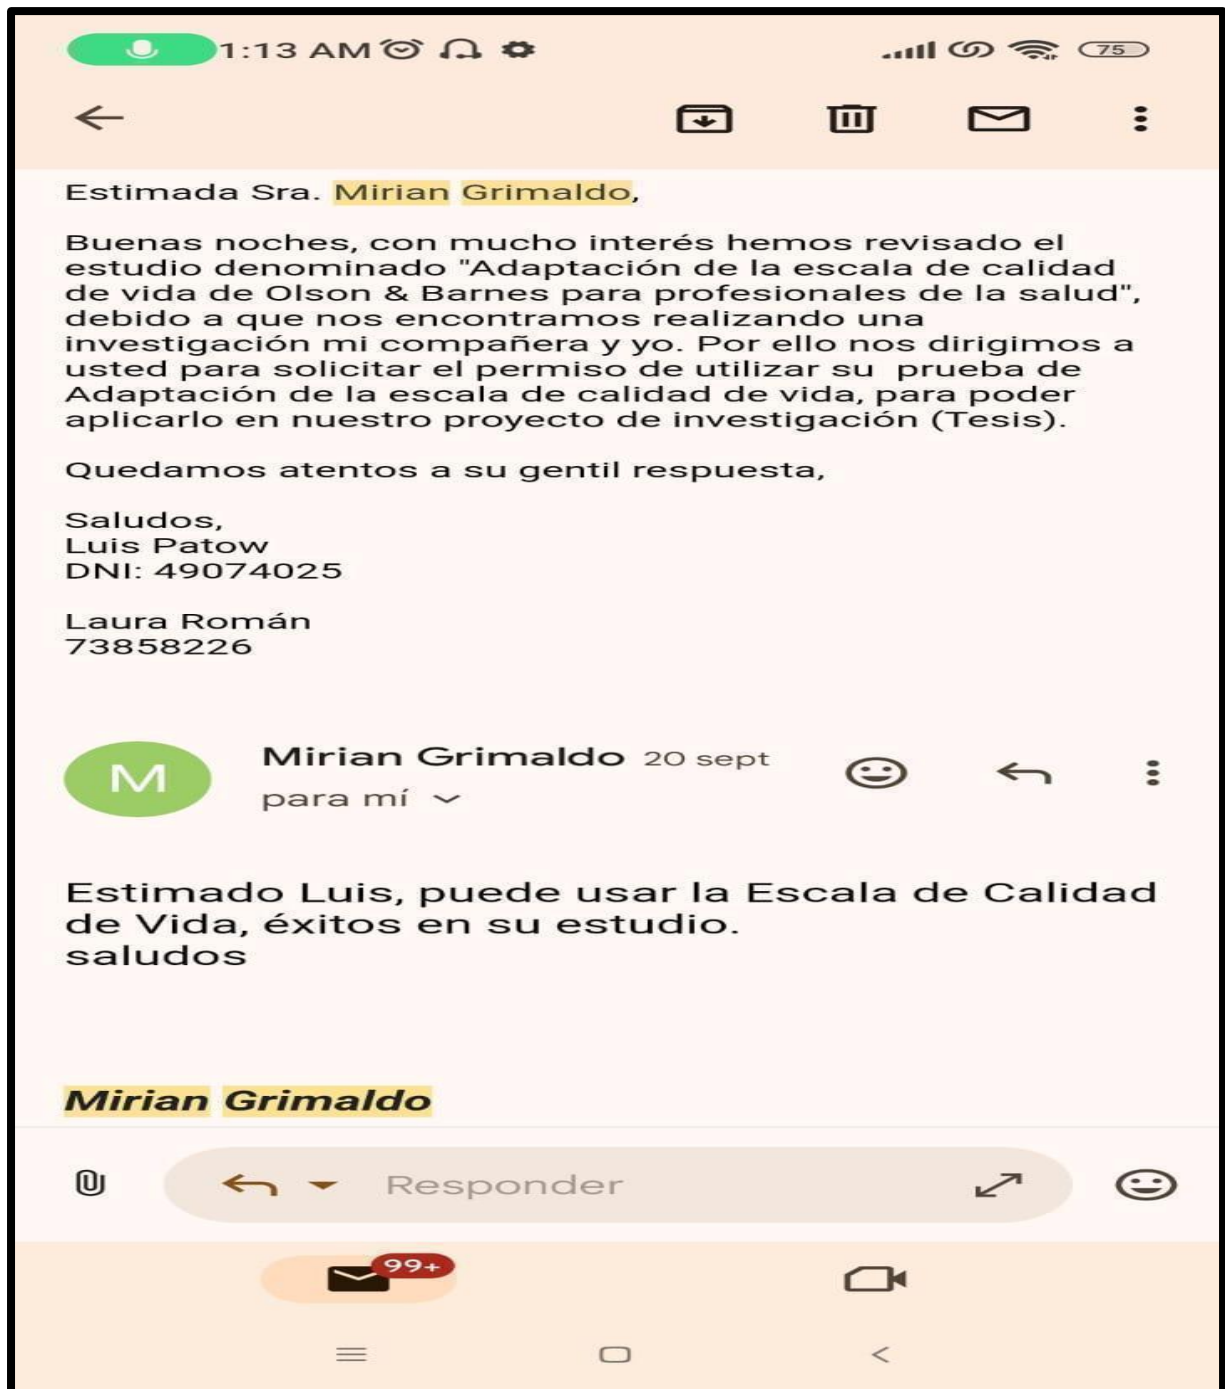 1:13 AM
75
Estimada Sra. Mirian Grimaldo,
Buenas noches, con mucho interés hemos revisado el
estudio denominado "Adaptación de la escala de calidad
de vida de Olson & Barnes para profesionales de la salud",
debido a que nos encontramos realizando una
investigación mi compañera y yo. Por ello nos dirigimos a
usted para solicitar el permiso de utilizar su prueba de
Adaptación de la escala de calidad de vida, para poder
aplicarlo en nuestro proyecto de investigación (Tesis).
Quedamos atentos a su gentil respuesta,
Saludos,
Luis Patow
DNI: 49074025
Laura Román
73858226
M
Mirian Grimaldo 20 sept
para mí
Estimado Luis, puede usar la Escala de Calidad
de Vida, éxitos en su estudio.
saludos
Mirian Grimaldo
Responder
99+